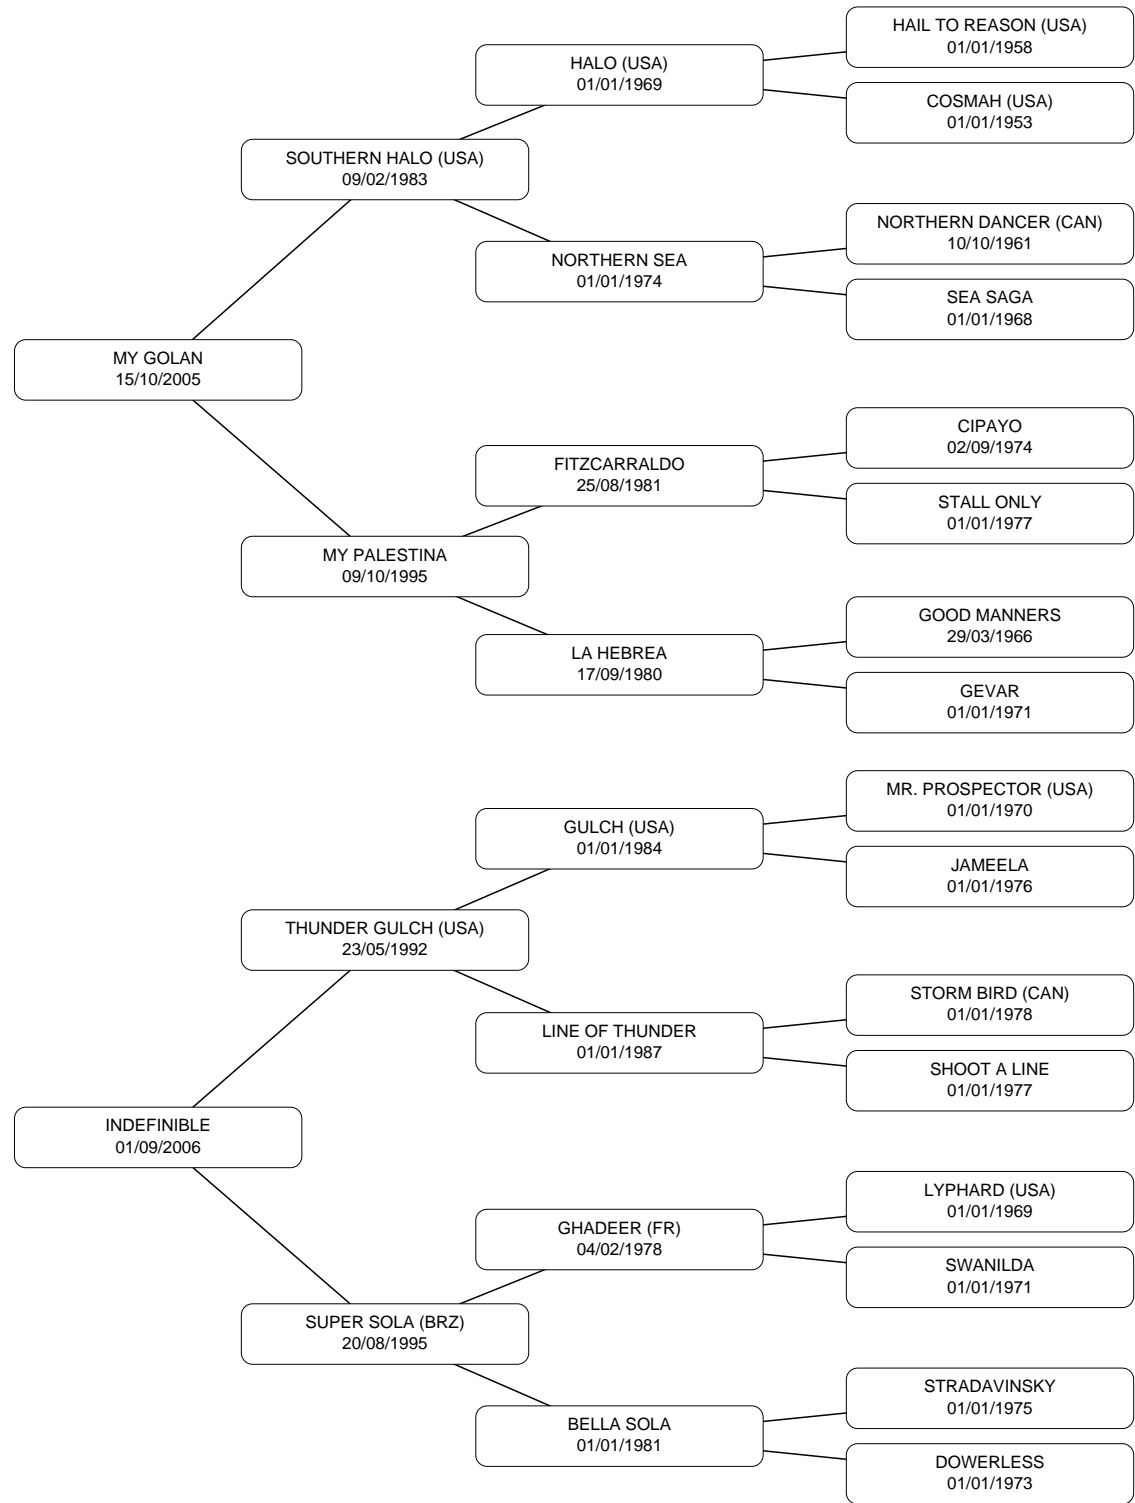 HAIL TO REASON (USA)
01/01/1958
HALO (USA)
01/01/1969
COSMAH (USA)
01/01/1953
SOUTHERN HALO (USA)
09/02/1983
NORTHERN DANCER (CAN)
10/10/1961
NORTHERN SEA
01/01/1974
SEA SAGA
01/01/1968
MY GOLAN
15/10/2005
CIPAYO
02/09/1974
FITZCARRALDO
25/08/1981
STALL ONLY
01/01/1977
MY PALESTINA
09/10/1995
GOOD MANNERS
29/03/1966
LA HEBREA
17/09/1980
GEVAR
01/01/1971
MR. PROSPECTOR (USA)
01/01/1970
GULCH (USA)
01/01/1984
JAMEELA
01/01/1976
THUNDER GULCH (USA)
23/05/1992
STORM BIRD (CAN)
01/01/1978
LINE OF THUNDER
01/01/1987
SHOOT A LINE
01/01/1977
INDEFINIBLE
01/09/2006
LYPHARD (USA)
01/01/1969
GHADEER (FR)
04/02/1978
SWANILDA
01/01/1971
SUPER SOLA (BRZ)
20/08/1995
STRADAVINSKY
01/01/1975
BELLA SOLA
01/01/1981
DOWERLESS
01/01/1973